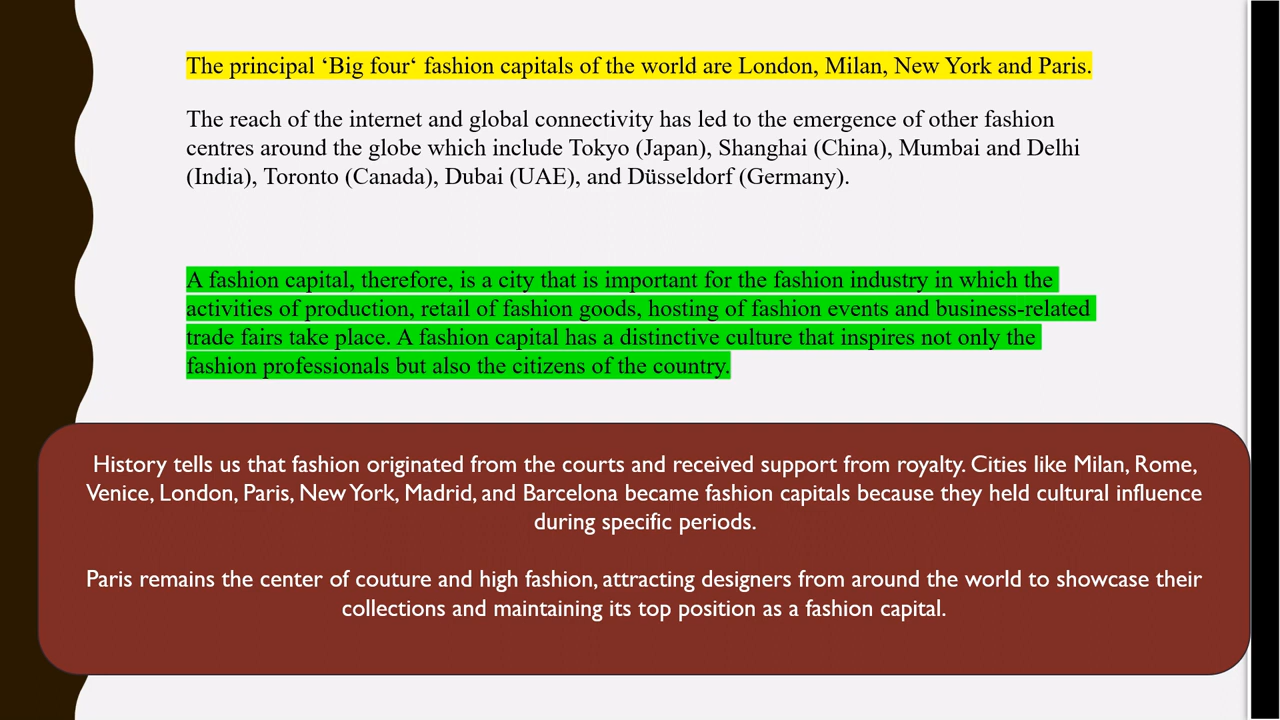 The principal ‘Big four‘ fashion capitals of the world are London, Milan, New York and Paris.
The reach of the internet and global connectivity has led to the emergence of other fashion
centres around the globe which include Tokyo (Japan), Shanghai (China), Mumbai and Delhi
(India), Toronto (Canada), Dubai (UAE), and Düsseldorf (Germany).
A fashion capital, therefore, is a city that is important for the fashion industry in which the
activities of production, retail of fashion goods, hosting of fashion events and business-related
trade fairs take place. A fashion capital has a distinctive culture that inspires not only the
fashion professionals but also the citizens of the country.
History tells us that fashion originated from the courts and received support from royalty. Cities like Milan, Rome,
Venice, London, Paris, New York, Madrid, and Barcelona became fashion capitals because they held cultural influence
during specific periods.
Paris remains the center of couture and high fashion, attracting designers from around the world to showcase their
collections and maintaining its top position as a fashion capital.